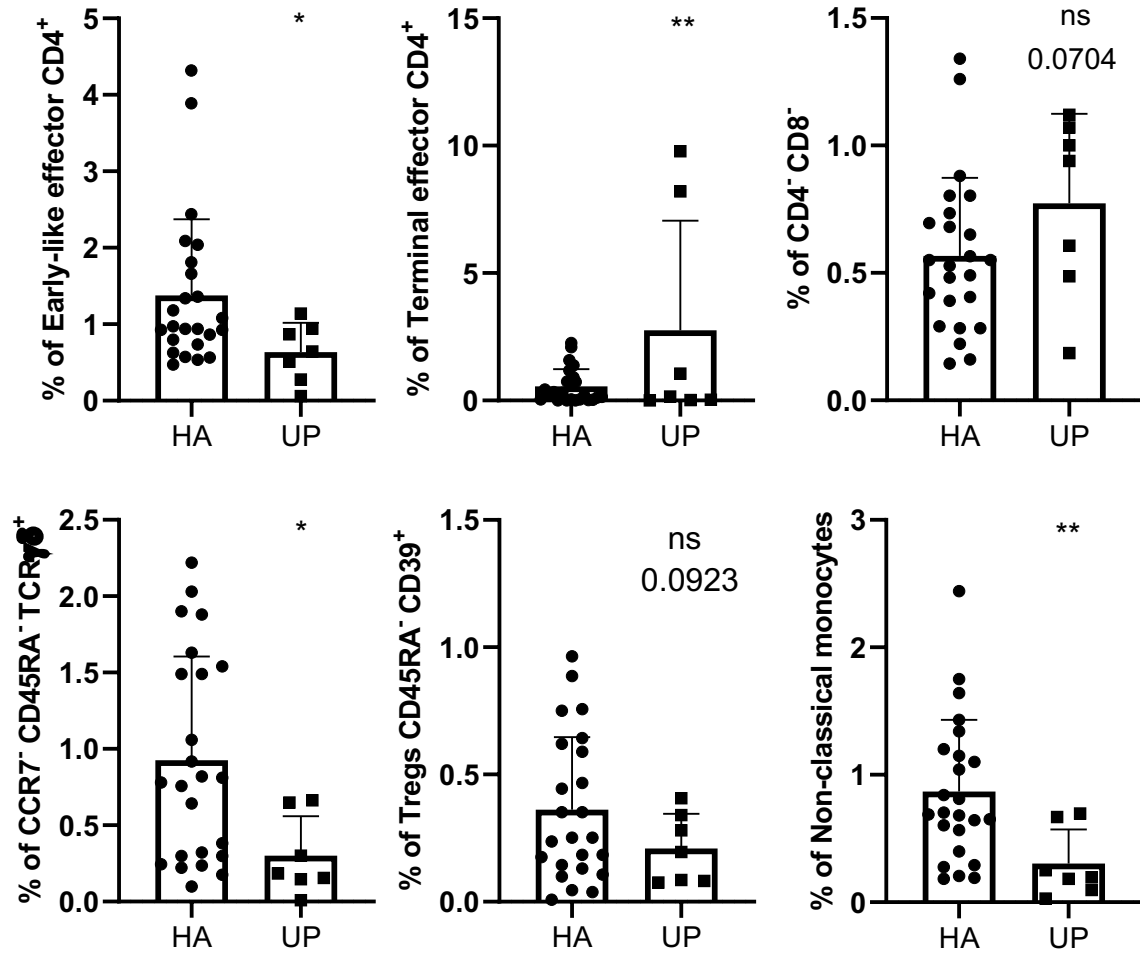 % of Early-like effector CD4⁺
5
4
3
2
1
0
*
HA UP
% of Terminal effector CD4⁺
15
10
5
0
**
HA UP
% of CD4⁻ CD8⁻
1.5
1.0
0.5
0.0
ns
0.0704
HA UP
% of CCR7⁻ CD45RA⁻ TCRγδ⁺
2.5
2.0
1.5
1.0
0.5
0.0
*
HA UP
% of Tregs CD45RA⁻ CD39⁺
1.5
1.0
0.5
0.0
ns
0.0923
HA UP
% of Non-classical monocytes
3
2
1
0
**
HA UP